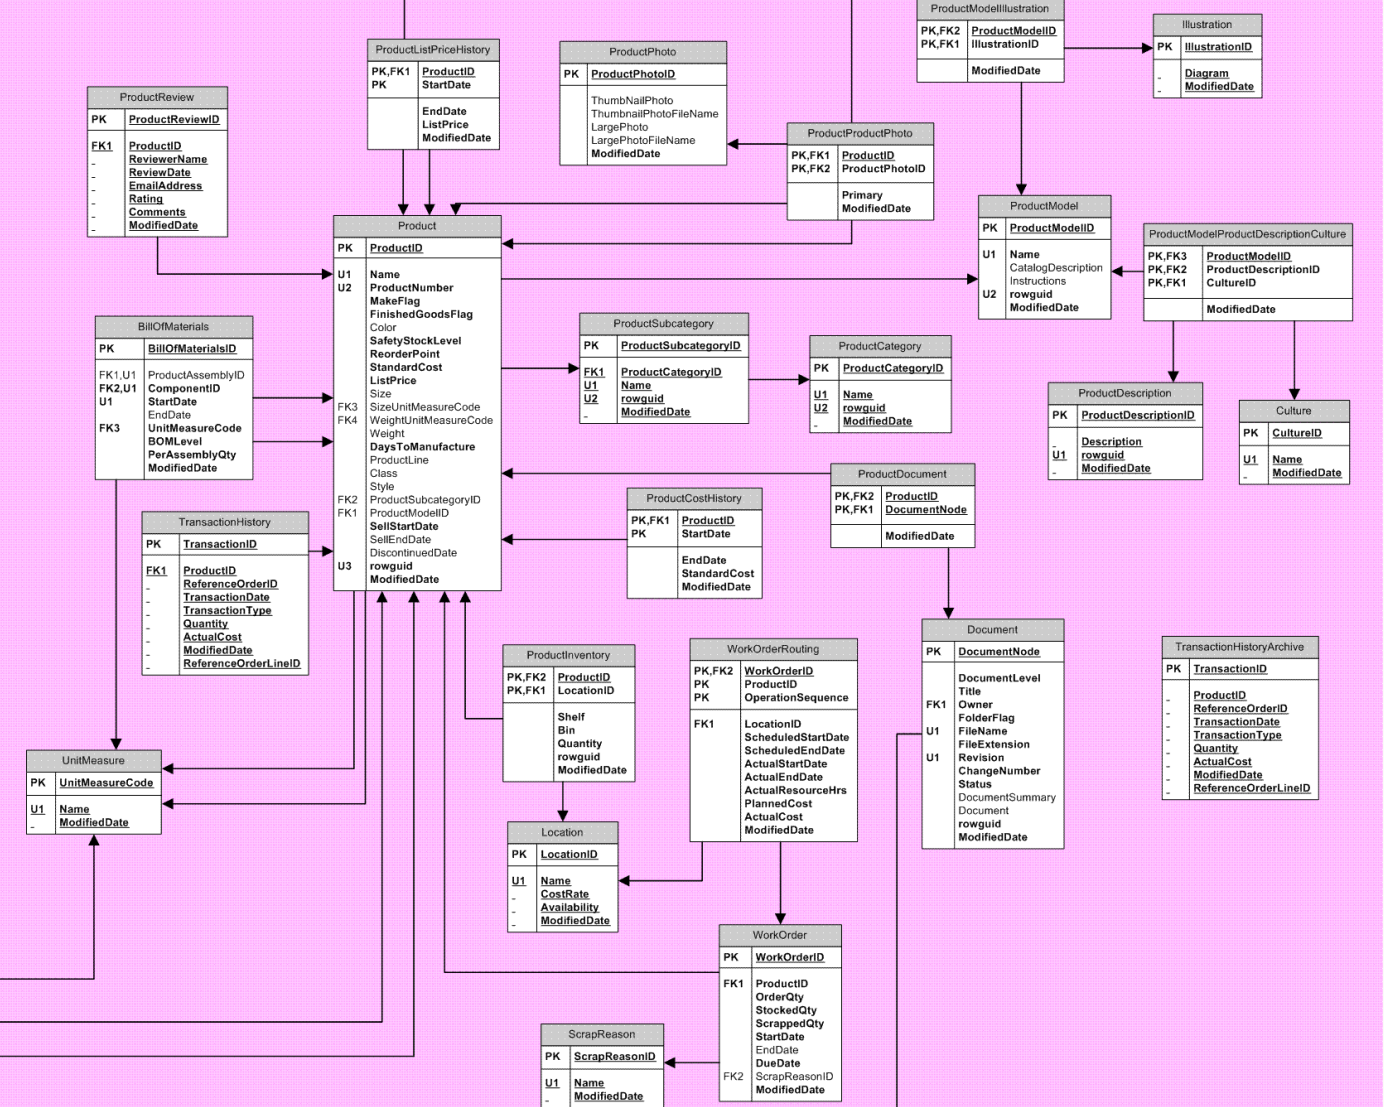 ProductModelIllustration
PK,FK2 ProductModelID
PK,FK1 IllustrationID
ModifiedDate
Illustration
PK IllustrationID
_ Diagram
_ ModifiedDate
ProductListPriceHistory
PK,FK1 ProductID
PK StartDate
EndDate
ListPrice
ModifiedDate
ProductPhoto
PK ProductPhotoID
ThumbNailPhoto
ThumbnailPhotoFileName
LargePhoto
LargePhotoFileName
ModifiedDate
ProductReview
PK ProductReviewID
FK1 ProductID
_ ReviewerName
_ ReviewDate
_ EmailAddress
_ Rating
_ Comments
_ ModifiedDate
ProductProductPhoto
PK,FK1 ProductID
PK,FK2 ProductPhotoID
Primary
ModifiedDate
ProductModel
PK ProductModelID
U1 Name
CatalogDescription
Instructions
U2 rowguid
ModifiedDate
ProductModelProductDescriptionCulture
PK,FK3 ProductModelID
PK,FK2 ProductDescriptionID
PK,FK1 CultureID
ModifiedDate
Product
PK ProductID
U1 Name
U2 ProductNumber
MakeFlag
FinishedGoodsFlag
Color
SafetyStockLevel
ReorderPoint
StandardCost
ListPrice
Size
FK3 SizeUnitMeasureCode
FK4 WeightUnitMeasureCode
Weight
DaysToManufacture
ProductLine
Class
Style
FK2 ProductSubcategoryID
FK1 ProductModelID
SellStartDate
SellEndDate
DiscontinuedDate
U3 rowguid
ModifiedDate
BillOfMaterials
PK BillOfMaterialsID
FK1,U1 ProductAssemblyID
FK2,U1 ComponentID
U1 StartDate
EndDate
FK3 UnitMeasureCode
BOMLevel
PerAssemblyQty
ModifiedDate
ProductSubcategory
PK ProductSubcategoryID
FK1 ProductCategoryID
U1 Name
U2 rowguid
_ ModifiedDate
ProductCategory
PK ProductCategoryID
U1 Name
U2 rowguid
_ ModifiedDate
ProductDescription
PK ProductDescriptionID
_ Description
U1 rowguid
_ ModifiedDate
Culture
PK CultureID
U1 Name
_ ModifiedDate
ProductDocument
PK,FK2 ProductID
PK,FK1 DocumentNode
ModifiedDate
ProductCostHistory
PK,FK1 ProductID
PK StartDate
EndDate
StandardCost
ModifiedDate
TransactionHistory
PK TransactionID
FK1 ProductID
_ ReferenceOrderID
_ TransactionDate
_ TransactionType
_ Quantity
_ ActualCost
_ ModifiedDate
_ ReferenceOrderLineID
ProductInventory
PK,FK2 ProductID
PK,FK1 LocationID
Shelf
Bin
Quantity
rowguid
ModifiedDate
WorkOrderRouting
PK,FK2 WorkOrderID
PK ProductID
PK OperationSequence
FK1 LocationID
ScheduledStartDate
ScheduledEndDate
ActualStartDate
ActualEndDate
ActualResourceHrs
PlannedCost
ActualCost
ModifiedDate
Document
PK DocumentNode
DocumentLevel
Title
FK1 Owner
FolderFlag
U1 FileName
FileExtension
U1 Revision
ChangeNumber
Status
DocumentSummary
Document
rowguid
ModifiedDate
TransactionHistoryArchive
PK TransactionID
_ ProductID
_ ReferenceOrderID
_ TransactionDate
_ TransactionType
_ Quantity
_ ActualCost
_ ModifiedDate
_ ReferenceOrderLineID
UnitMeasure
PK UnitMeasureCode
U1 Name
_ ModifiedDate
Location
PK LocationID
U1 Name
_ CostRate
_ Availability
_ ModifiedDate
WorkOrder
PK WorkOrderID
FK1 ProductID
OrderQty
StockedQty
ScrappedQty
StartDate
EndDate
DueDate
FK2 ScrapReasonID
ModifiedDate
ScrapReason
PK ScrapReasonID
U1 Name
_ ModifiedDate